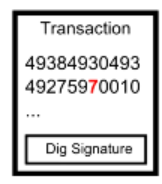 Transaction
49384930493
49275970010
...
Dig Signature